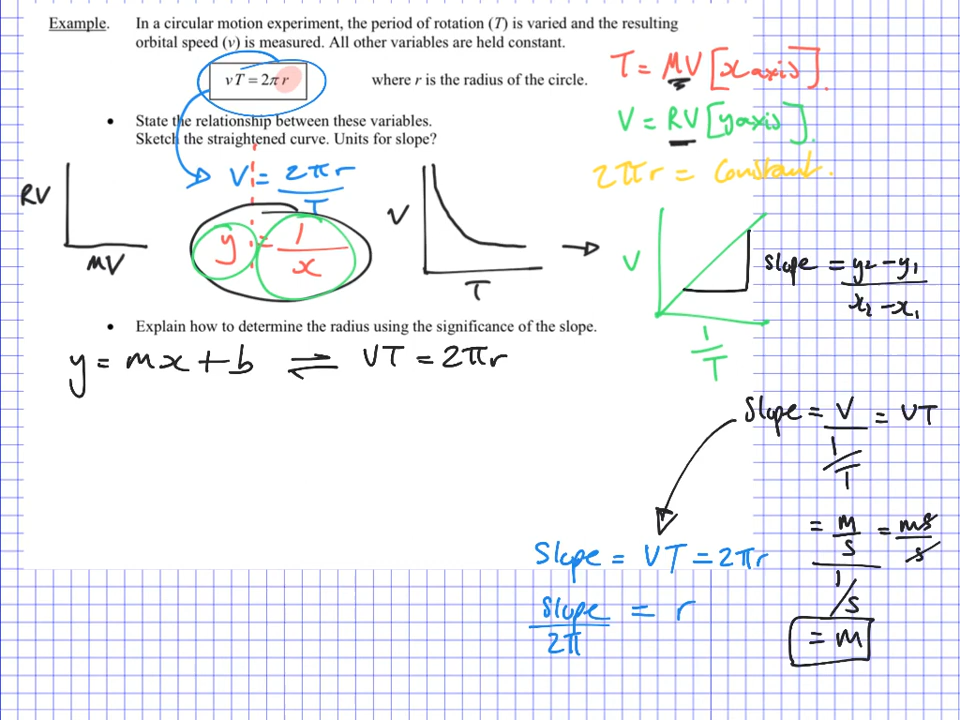 Example. In a circular motion experiment, the period of rotation (T) is varied and the resulting
orbital speed (v) is measured. All other variables are held constant.
vT = 2πr where r is the radius of the circle.
T = MV [x axis].
V = RV [y axis].
2πr = constant.
• State the relationship between these variables.
Sketch the straightened curve. Units for slope?
RV
MV
V = 2πr / T
y = 1 / x
V
T
V
1 / T
slope = y2 - y1 / x2 - x1
• Explain how to determine the radius using the significance of the slope.
y = mx + b ⇌ VT = 2πr
Slope = V / 1/T = VT
= m/s / 1/s = ms/s
= m
Slope = VT = 2πr
slope / 2π = r